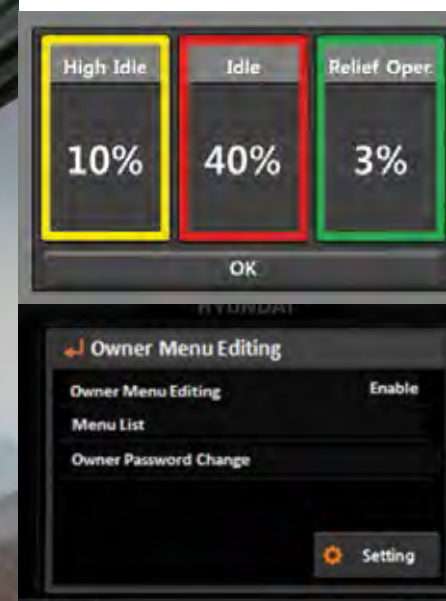 High Idle Idle Relief Oper.
10% 40% 3%
OK
HYUNDAI
Owner Menu Editing
Owner Menu Editing Enable
Menu List
Owner Password Change
Setting